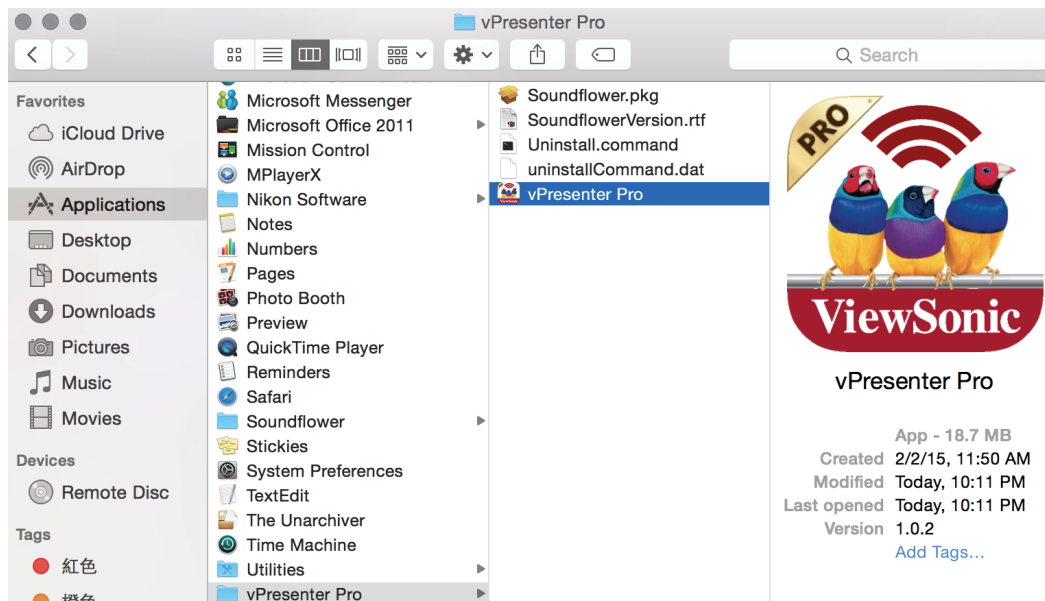 vPresenter Pro
Search
Favorites
iCloud Drive
AirDrop
Applications
Desktop
Documents
Downloads
Pictures
Music
Movies
Devices
Remote Disc
Tags
紅色
橙色
Microsoft Messenger
Microsoft Office 2011
Mission Control
MPlayerX
Nikon Software
Notes
Numbers
Pages
Photo Booth
Preview
QuickTime Player
Reminders
Safari
Soundflower
Stickies
System Preferences
TextEdit
The Unarchiver
Time Machine
Utilities
vPresenter Pro
Soundflower.pkg
SoundflowerVersion.rtf
Uninstall.command
uninstallCommand.dat
vPresenter Pro
PRO
ViewSonic
vPresenter Pro
App - 18.7 MB
Created 2/2/15, 11:50 AM
Modified Today, 10:11 PM
Last opened Today, 10:11 PM
Version 1.0.2
Add Tags…